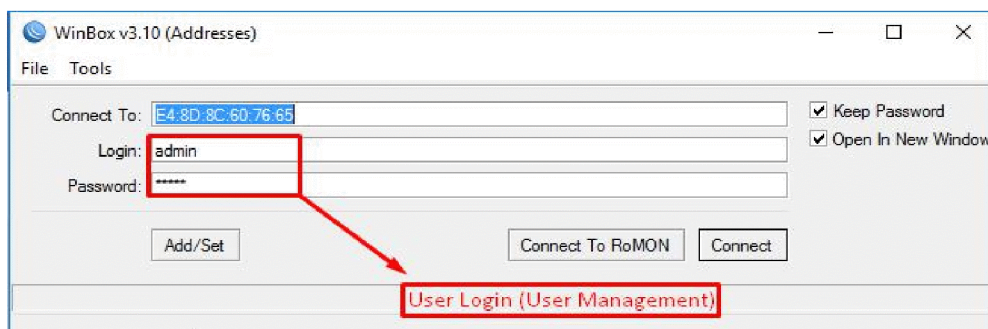 WinBox v3.10 (Addresses)
File Tools
Connect To: E4:8D:8C:60:76:65
Keep Password
Login: admin
Open In New Window
Password: *****
Add/Set Connect To RoMON Connect
User Login (User Management)